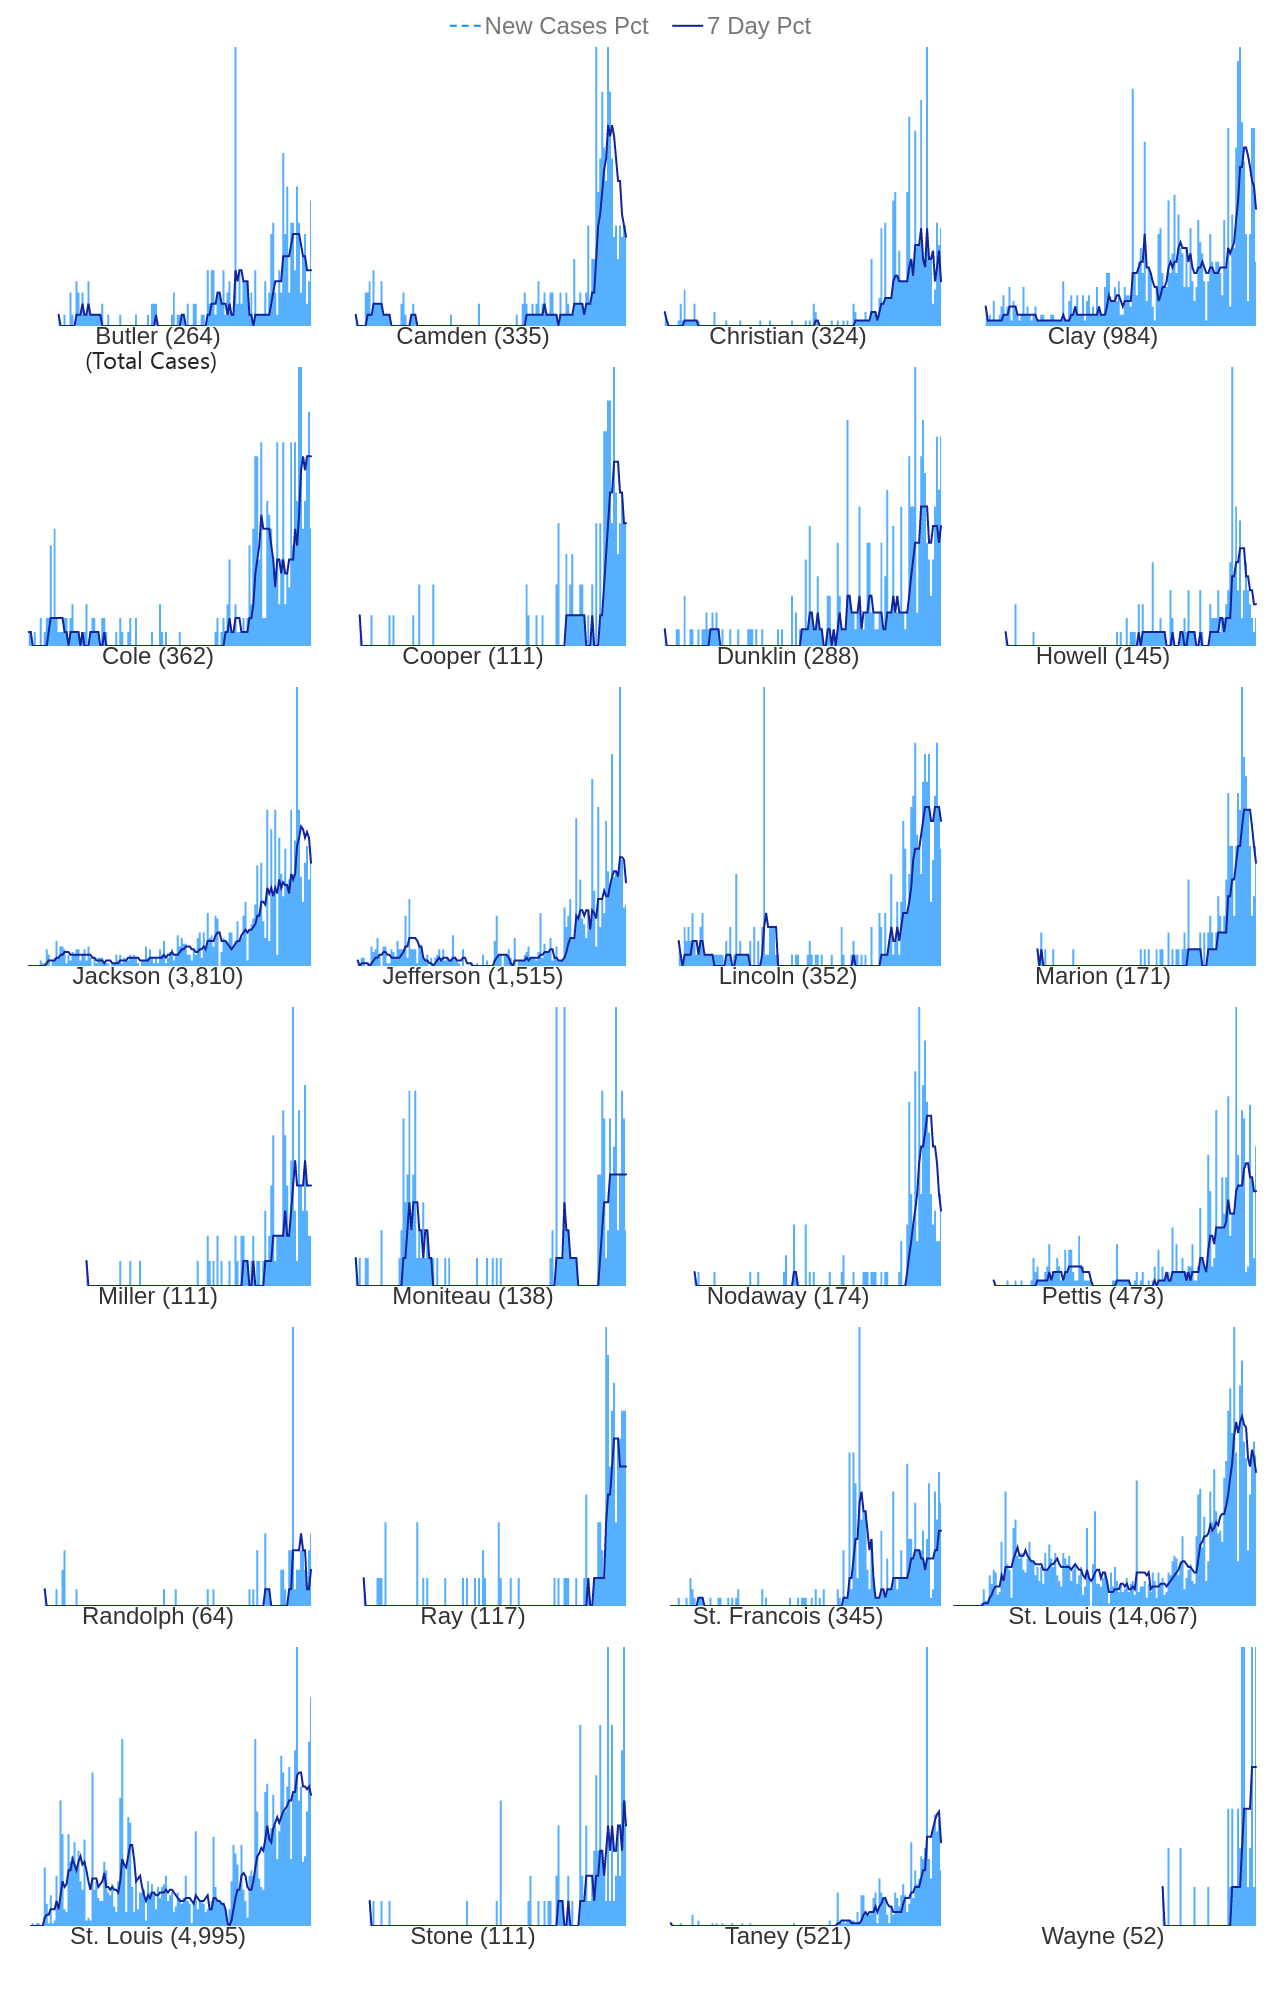 New Cases Pct 7 Day Pct
Butler (264) Camden (335) Christian (324) Clay (984)
(Total Cases)
Cole (362) Cooper (111) Dunklin (288) Howell (145)
Jackson (3,810) Jefferson (1,515) Lincoln (352) Marion (171)
Miller (111) Moniteau (138) Nodaway (174) Pettis (473)
Randolph (64) Ray (117) St. Francois (345) St. Louis (14,067)
St. Louis (4,995) Stone (111) Taney (521) Wayne (52)